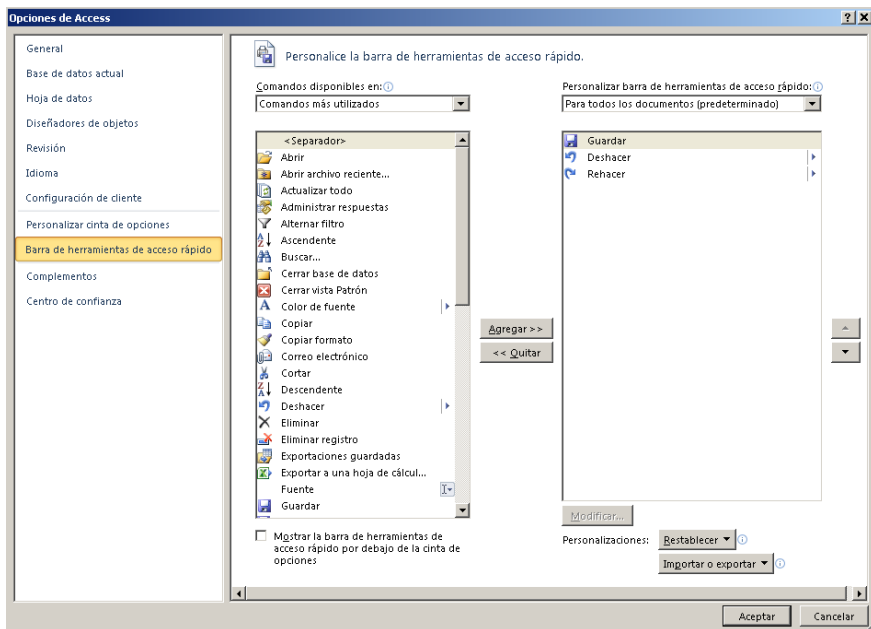 Opciones de Access
General
Base de datos actual
Hoja de datos
Diseñadores de objetos
Revisión
Idioma
Configuración de cliente
Personalizar cinta de opciones
Barra de herramientas de acceso rápido
Complementos
Centro de confianza
Personalice la barra de herramientas de acceso rápido.
Comandos disponibles en:
Comandos más utilizados
<Separador>
Abrir
Abrir archivo reciente...
Actualizar todo
Administrar respuestas
Alternar filtro
Ascendente
Buscar...
Cerrar base de datos
Cerrar vista Patrón
Color de fuente
Copiar
Copiar formato
Correo electrónico
Cortar
Descendente
Deshacer
Eliminar
Eliminar registro
Exportaciones guardadas
Exportar a una hoja de cálcul...
Fuente
Guardar
Mostrar la barra de herramientas de
acceso rápido por debajo de la cinta de
opciones
Agregar >>
<< Quitar
Personalizar barra de herramientas de acceso rápido:
Para todos los documentos (predeterminado)
Guardar
Deshacer
Rehacer
Modificar...
Personalizaciones:
Restablecer
Importar o exportar
Aceptar
Cancelar